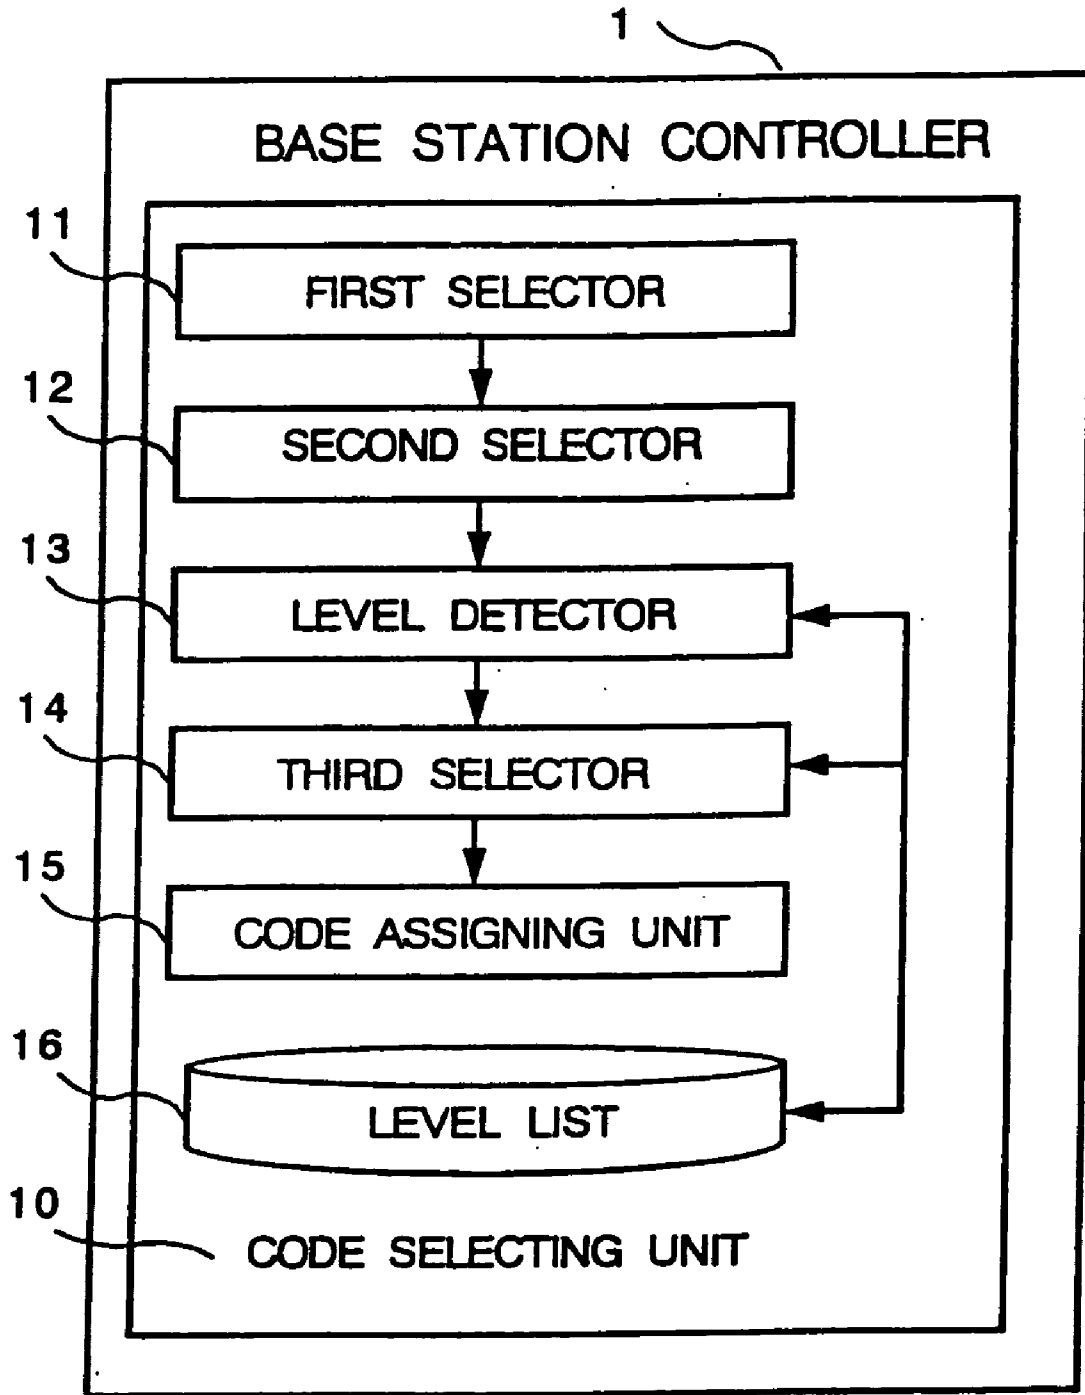 1
BASE STATION CONTROLLER
11
FIRST SELECTOR
12
SECOND SELECTOR
13
LEVEL DETECTOR
14
THIRD SELECTOR
15
CODE ASSIGNING UNIT
16
LEVEL LIST
10
CODE SELECTING UNIT